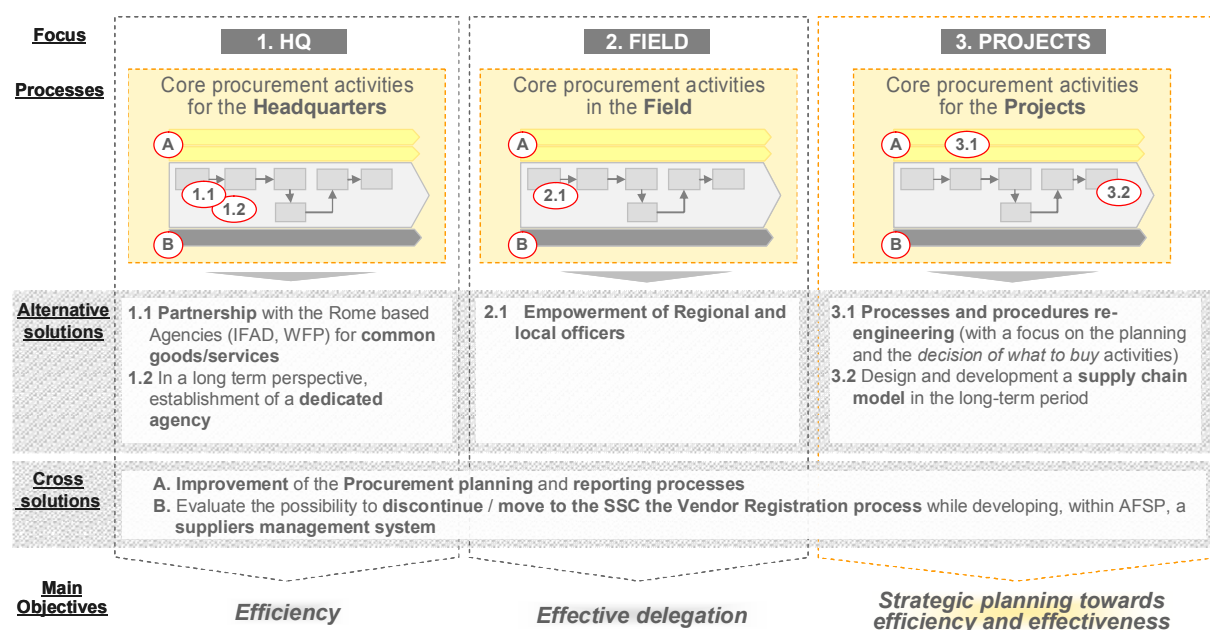 Focus
1. HQ
2. FIELD
3. PROJECTS
Processes
Core procurement activities
for the Headquarters
A
1.1
1.2
B
Core procurement activities
in the Field
A
2.1
B
Core procurement activities
for the Projects
A
3.1
3.2
B
Alternative
solutions
1.1 Partnership with the Rome based
Agencies (IFAD, WFP) for common
goods/services
1.2 In a long term perspective,
establishment of a dedicated
agency
2.1 Empowerment of Regional and
local officers
3.1 Processes and procedures re-
engineering (with a focus on the planning
and the decision of what to buy activities)
3.2 Design and development a supply chain
model in the long-term period
Cross
solutions
A. Improvement of the Procurement planning and reporting processes
B. Evaluate the possibility to discontinue / move to the SSC the Vendor Registration process while developing, within AFSP, a
suppliers management system
Main
Objectives
Efficiency
Effective delegation
Strategic planning towards
efficiency and effectiveness